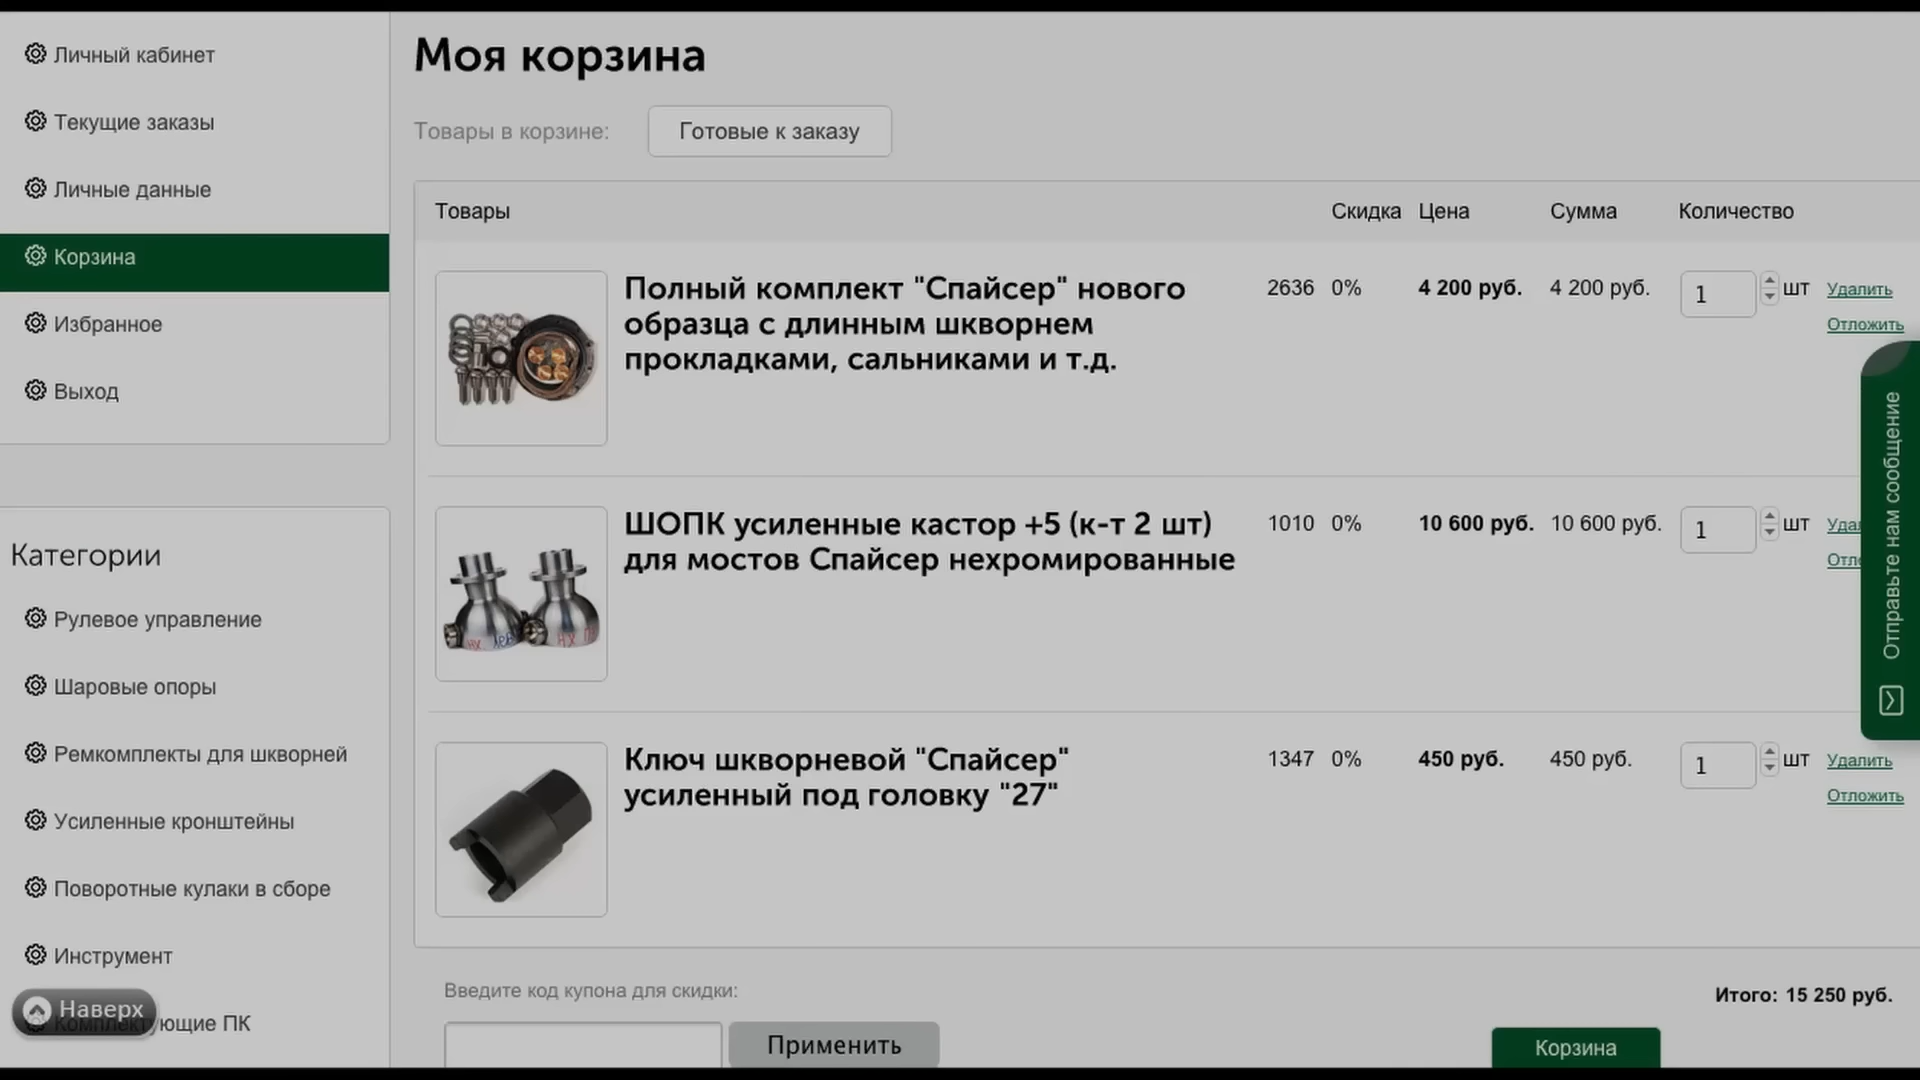 Личный кабинет
Текущие заказы
Личные данные
Корзина
Избранное
Выход
Категории
Рулевое управление
Шаровые опоры
Ремкомплекты для шкворней
Усиленные кронштейны
Поворотные кулаки в сборе
Инструмент
Комплектующие ПК
Наверх
Моя корзина
Товары в корзине:
Готовые к заказу
Товары Скидка Цена Сумма Количество
Полный комплект "Спайсер" нового
образца с длинным шкворнем
прокладками, сальниками и т.д.
2636 0% 4 200 руб. 4 200 руб. 1 шт Удалить
Отложить
ШОПК усиленные кастор +5 (к-т 2 шт)
для мостов Спайсер нехромированные
1010 0% 10 600 руб. 10 600 руб. 1 шт
Ключ шкворневой "Спайсер"
усиленный под головку "27"
1347 0% 450 руб. 450 руб. 1 шт Удалить
Отложить
Отправьте нам сообщение
Введите код купона для скидки:
Применить
Итого: 15 250 руб.
Корзина